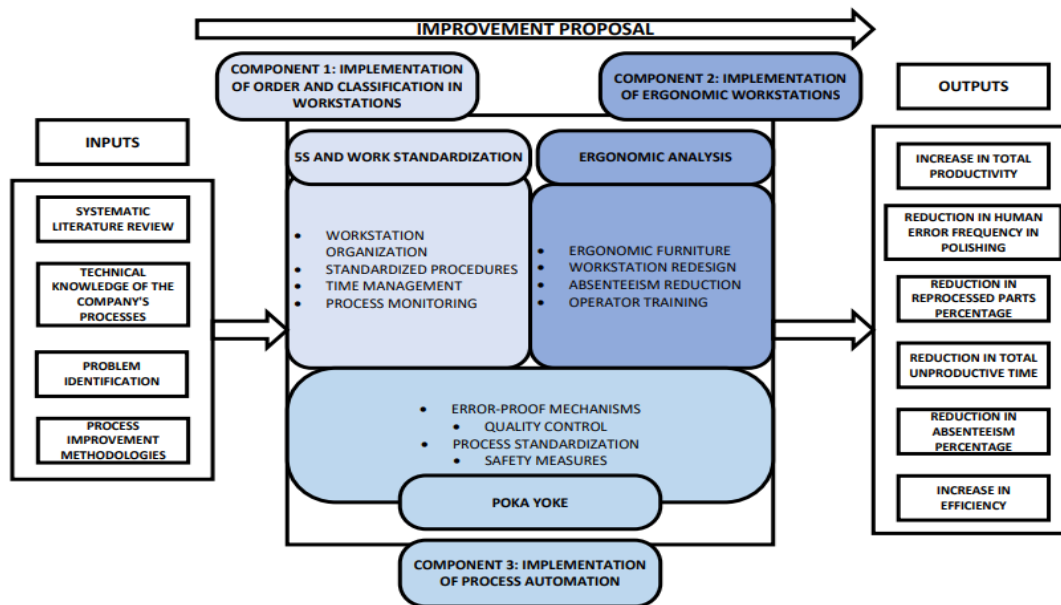 IMPROVEMENT PROPOSAL
COMPONENT 1: IMPLEMENTATION
OF ORDER AND CLASSIFICATION IN
WORKSTATIONS
COMPONENT 2: IMPLEMENTATION
OF ERGONOMIC WORKSTATIONS
INPUTS
SYSTEMATIC
LITERATURE REVIEW
TECHNICAL
KNOWLEDGE OF THE
COMPANY'S
PROCESSES
PROBLEM
IDENTIFICATION
PROCESS
IMPROVEMENT
METHODOLOGIES
5S AND WORK STANDARDIZATION
• WORKSTATION
ORGANIZATION
• STANDARDIZED PROCEDURES
• TIME MANAGEMENT
• PROCESS MONITORING
ERGONOMIC ANALYSIS
• ERGONOMIC FURNITURE
• WORKSTATION REDESIGN
• ABSENTEEISM REDUCTION
• OPERATOR TRAINING
• ERROR-PROOF MECHANISMS
• QUALITY CONTROL
• PROCESS STANDARDIZATION
• SAFETY MEASURES
POKA YOKE
COMPONENT 3: IMPLEMENTATION
OF PROCESS AUTOMATION
OUTPUTS
INCREASE IN TOTAL
PRODUCTIVITY
REDUCTION IN HUMAN
ERROR FREQUENCY IN
POLISHING
REDUCTION IN
REPROCESSED PARTS
PERCENTAGE
REDUCTION IN TOTAL
UNPRODUCTIVE TIME
REDUCTION IN
ABSENTEEISM
PERCENTAGE
INCREASE IN
EFFICIENCY